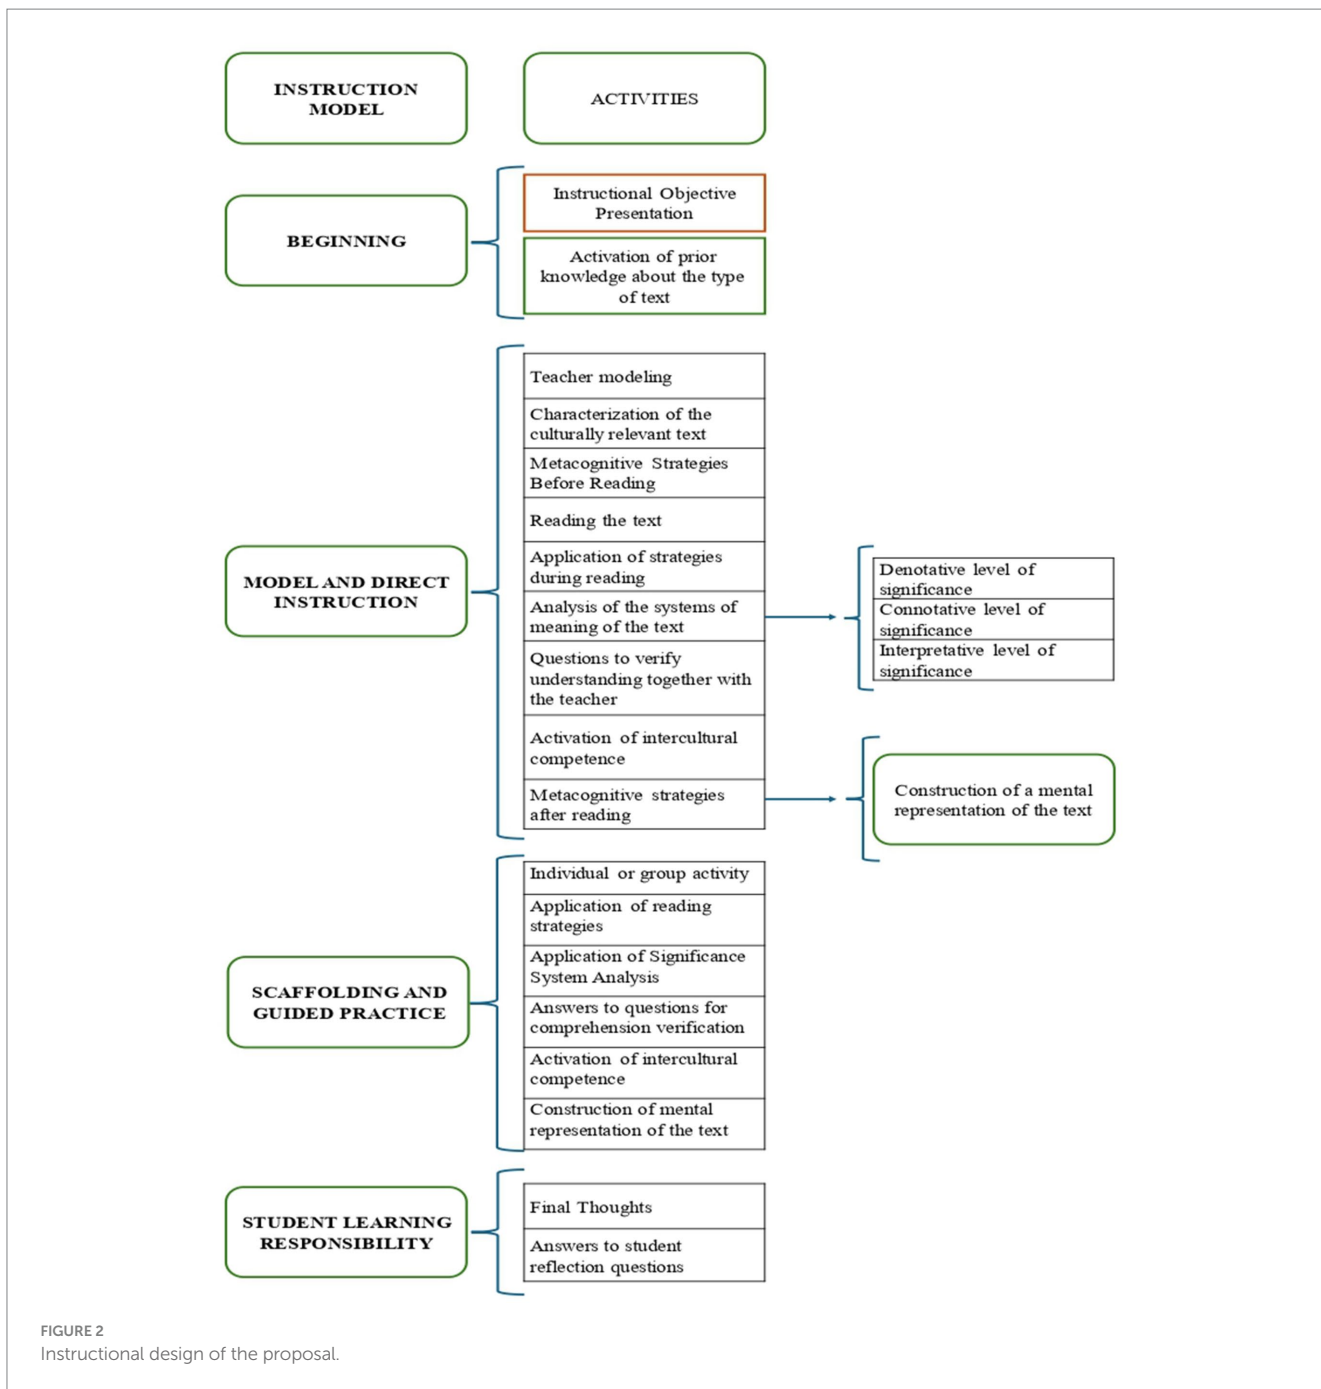 INSTRUCTION
MODEL
ACTIVITIES
BEGINNING
Instructional Objective
Presentation
Activation of prior
knowledge about the type
of text
MODEL AND DIRECT
INSTRUCTION
Teacher modeling
Characterization of the
culturally relevant text
Metacognitive Strategies
Before Reading
Reading the text
Application of strategies
during reading
Analysis of the systems of
meaning of the text
Denotative level of
significance
Connotative level of
significance
Interpretative level of
significance
Questions to verify
understanding together with
the teacher
Activation of intercultural
competence
Metacognitive strategies
after reading
Construction of a mental
representation of the text
SCAFFOLDING AND
GUIDED PRACTICE
Individual or group activity
Application of reading
strategies
Application of Significance
System Analysis
Answers to questions for
comprehension verification
Activation of intercultural
competence
Construction of mental
representation of the text
STUDENT LEARNING
RESPONSIBILITY
Final Thoughts
Answers to student
reflection questions
FIGURE 2
Instructional design of the proposal.